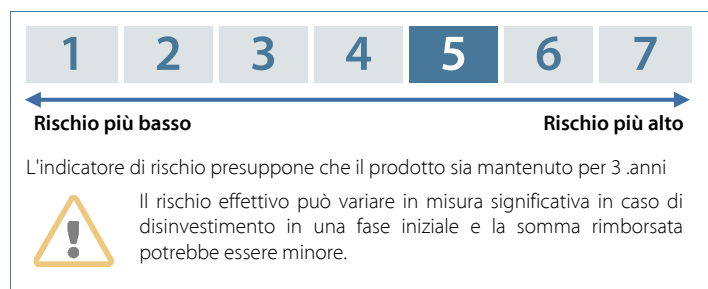 1 2 3 4 5 6 7
Rischio più basso Rischio più alto
L'indicatore di rischio presuppone che il prodotto sia mantenuto per 3 .anni
Il rischio effettivo può variare in misura significativa in caso di
disinvestimento in una fase iniziale e la somma rimborsata
potrebbe essere minore.